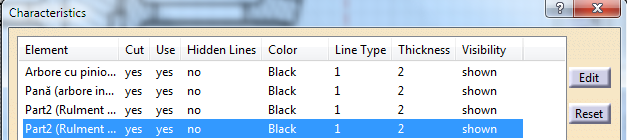 Characteristics
Element Cut Use Hidden Lines Color Line Type Thickness Visibility
Arbore cu pinio... yes yes no Black 1 2 shown
Pană (arbore in... yes yes no Black 1 2 shown
Part2 (Rulment ... yes yes no Black 1 2 shown
Part2 (Rulment ... yes yes no Black 1 2 shown
Edit
Reset